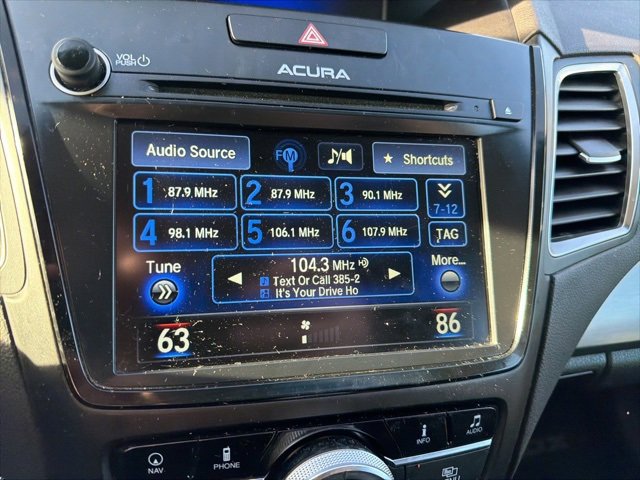 VOL
PUSH
ACURA
Audio Source
FM
Shortcuts
1 87.9 MHz
2 87.9 MHz
3 90.1 MHz
7-12
4 98.1 MHz
5 106.1 MHz
6 107.9 MHz
TAG
Tune
104.3 MHz HD
More...
Text Or Call 385-2
It's Your Drive Ho
63
86
NAV
PHONE
INFO
AUDIO